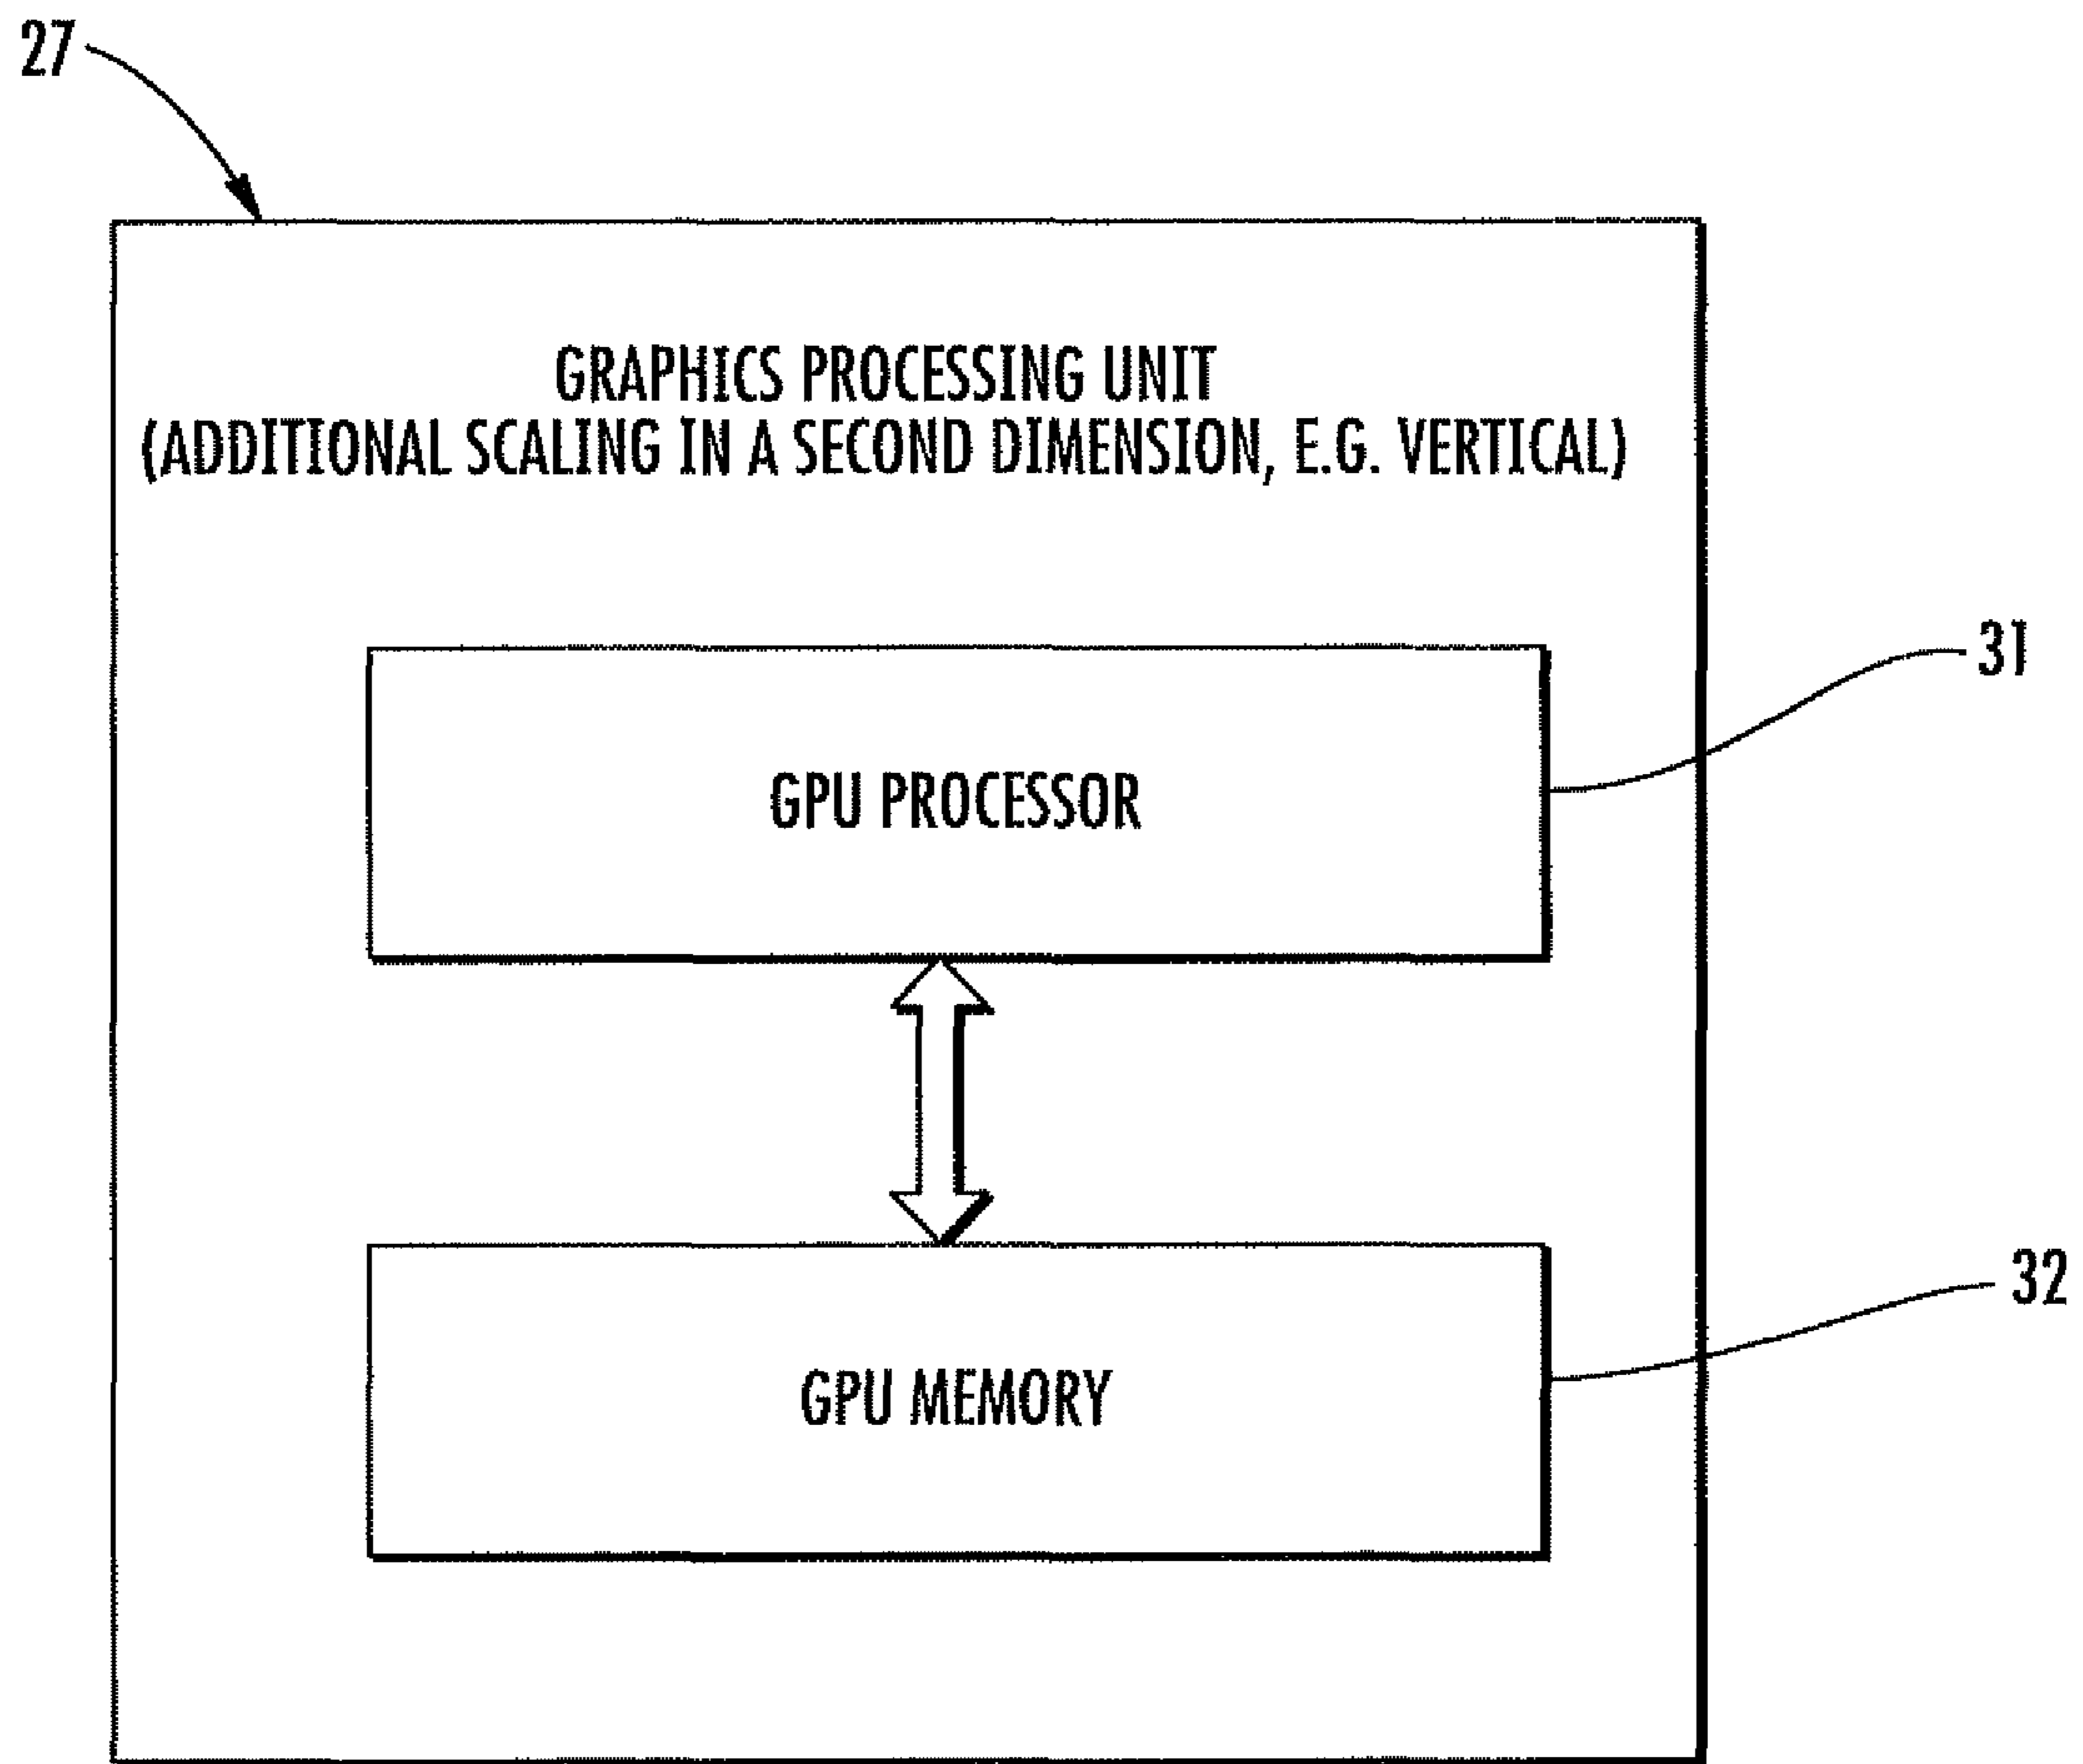 27
GRAPHICS PROCESSING UNIT
(ADDITIONAL SCALING IN A SECOND DIMENSION, E.G. VERTICAL)
31
GPU PROCESSOR
32
GPU MEMORY